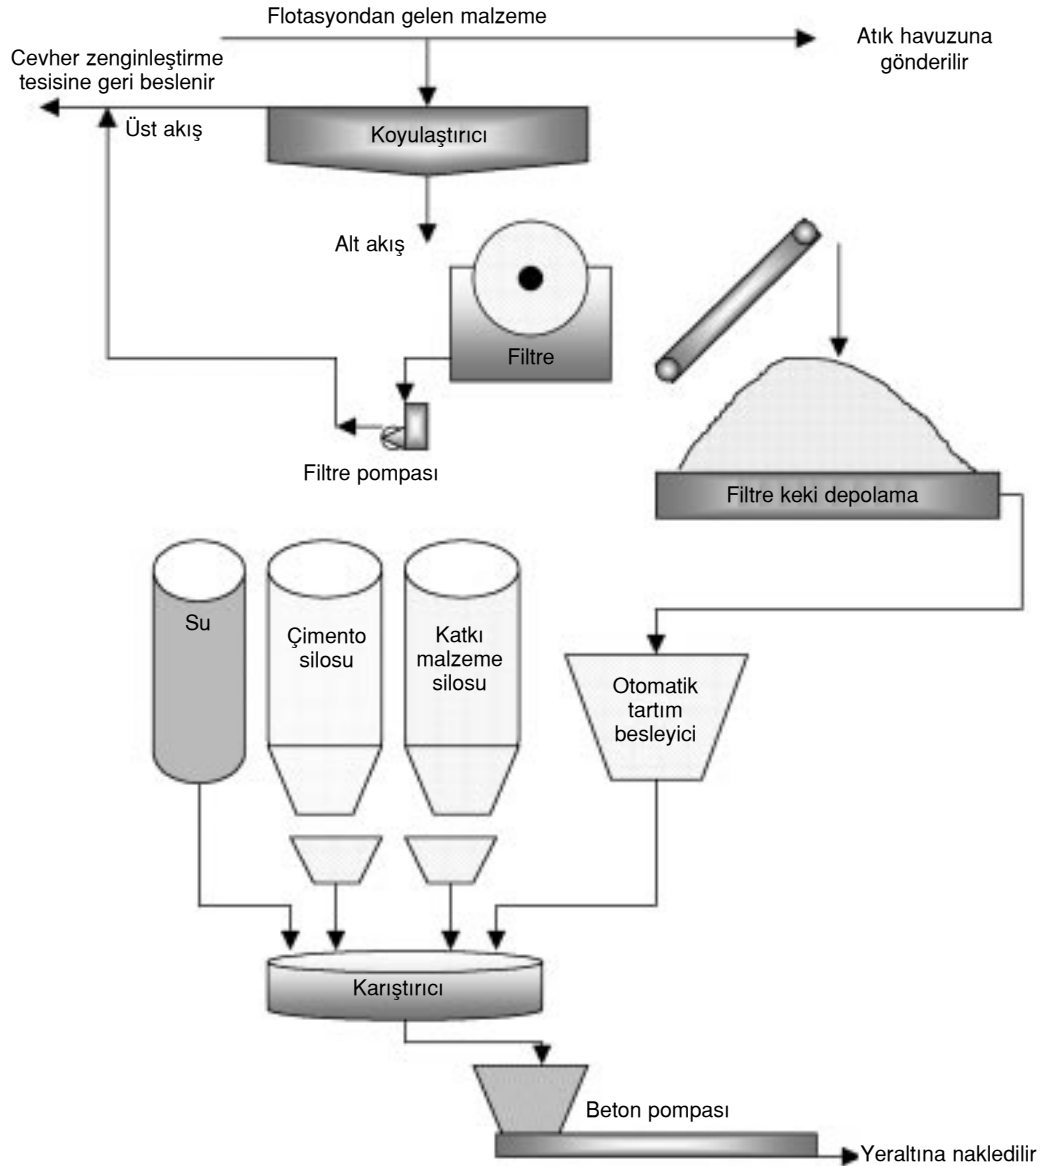 Flotasyondan gelen malzeme
Atık havuzuna
gönderilir
Cevher zenginleştirme
tesisine geri beslenir
Üst akış
Koyulaştırıcı
Alt akış
Filtre
Filtre pompası
Filtre keki depolama
Su
Çimento
silosu
Katkı
malzeme
silosu
Otomatik
tartım
besleyici
Karıştırıcı
Beton pompası
Yeraltına nakledilir